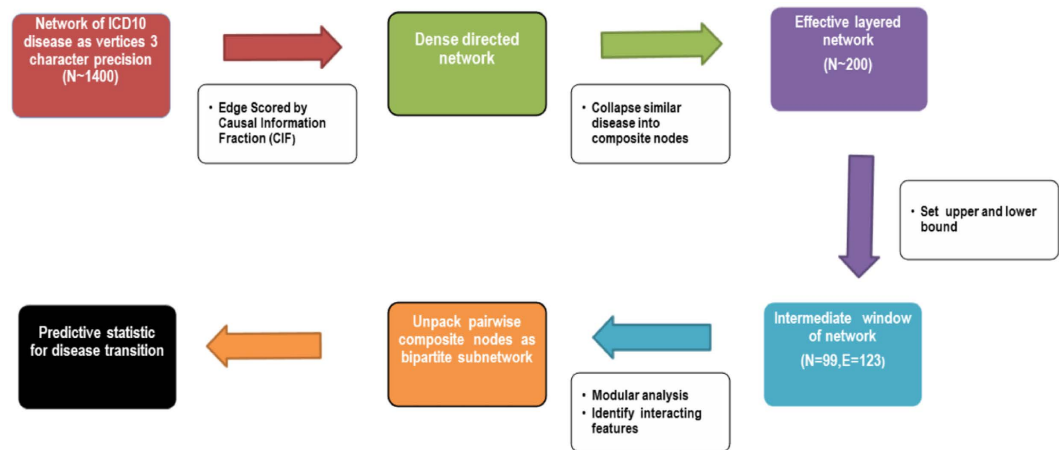 Network of ICD10
disease as vertices 3
character precision
(N~1400)
• Edge Scored by
Causal Information
Fraction (CIF)
Dense directed
network
• Collapse similar
disease into
composite nodes
Effective layered
network
(N~200)
• Set upper and lower
bound
Intermediate window
of network
(N=99,E=123)
• Modular analysis
• Identify interacting
features
Unpack pairwise
composite nodes as
bipartite subnetwork
Predictive statistic
for disease transition